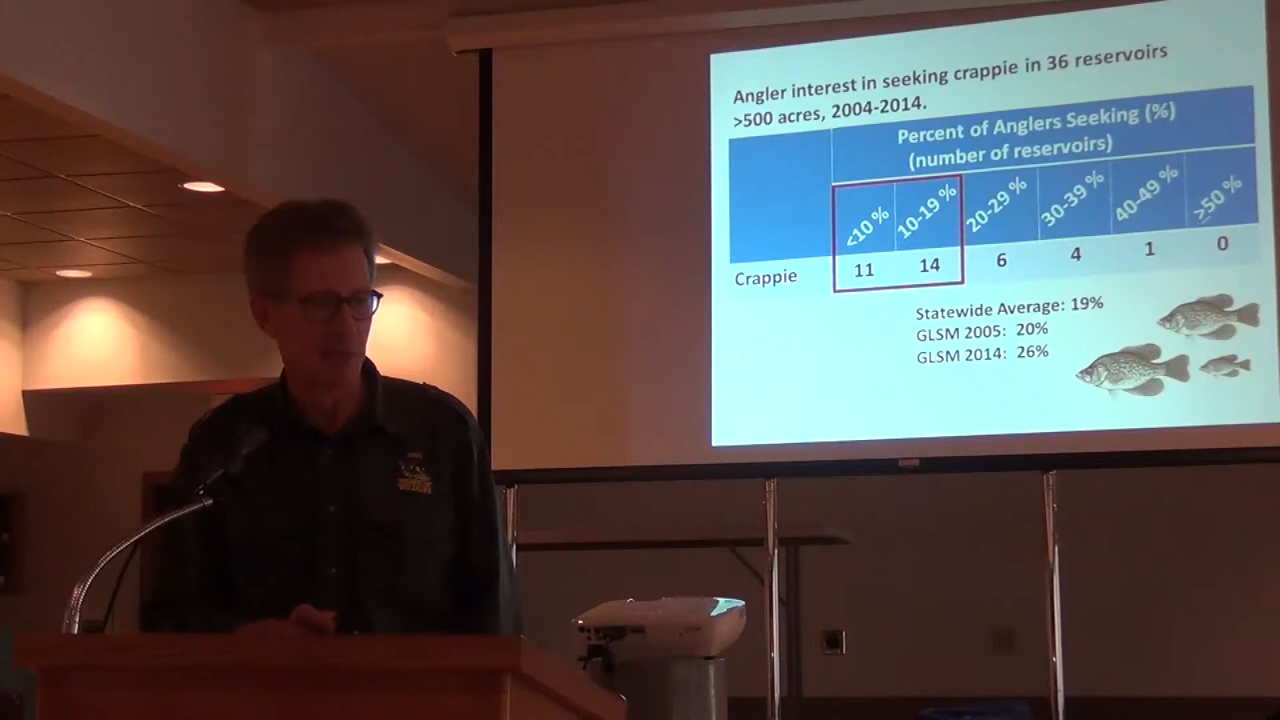 Angler interest in seeking crappie in 36 reservoirs
>500 acres, 2004-2014.
Percent of Anglers Seeking (%)
(number of reservoirs)
<10 % 10-19 % 20-29 % 30-39 % 40-49 % ≥50 %
Crappie 11 14 6 4 1 0
Statewide Average: 19%
GLSM 2005: 20%
GLSM 2014: 26%